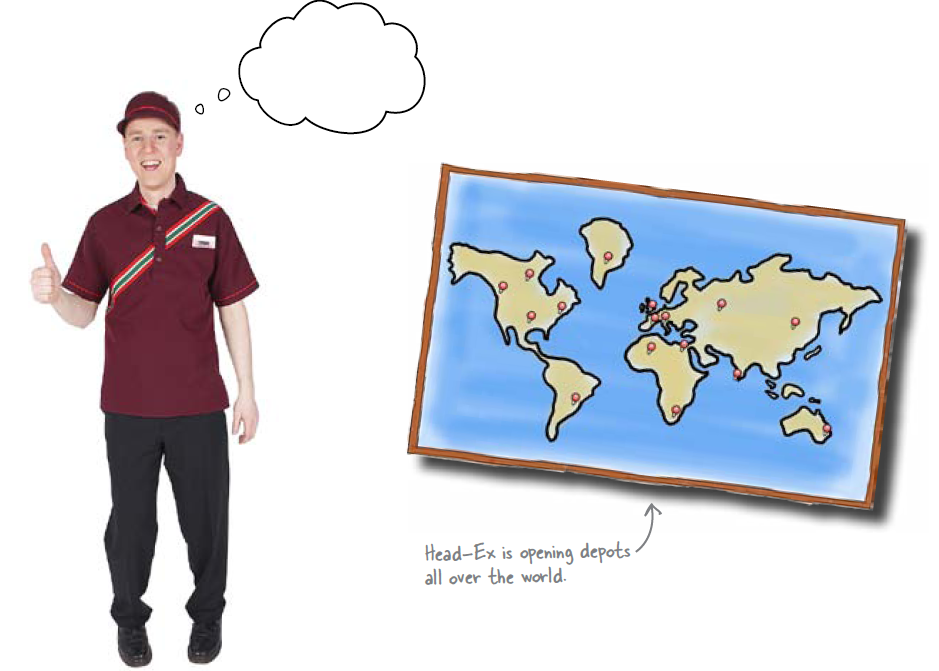 Head-Ex is opening depots
all over the world.